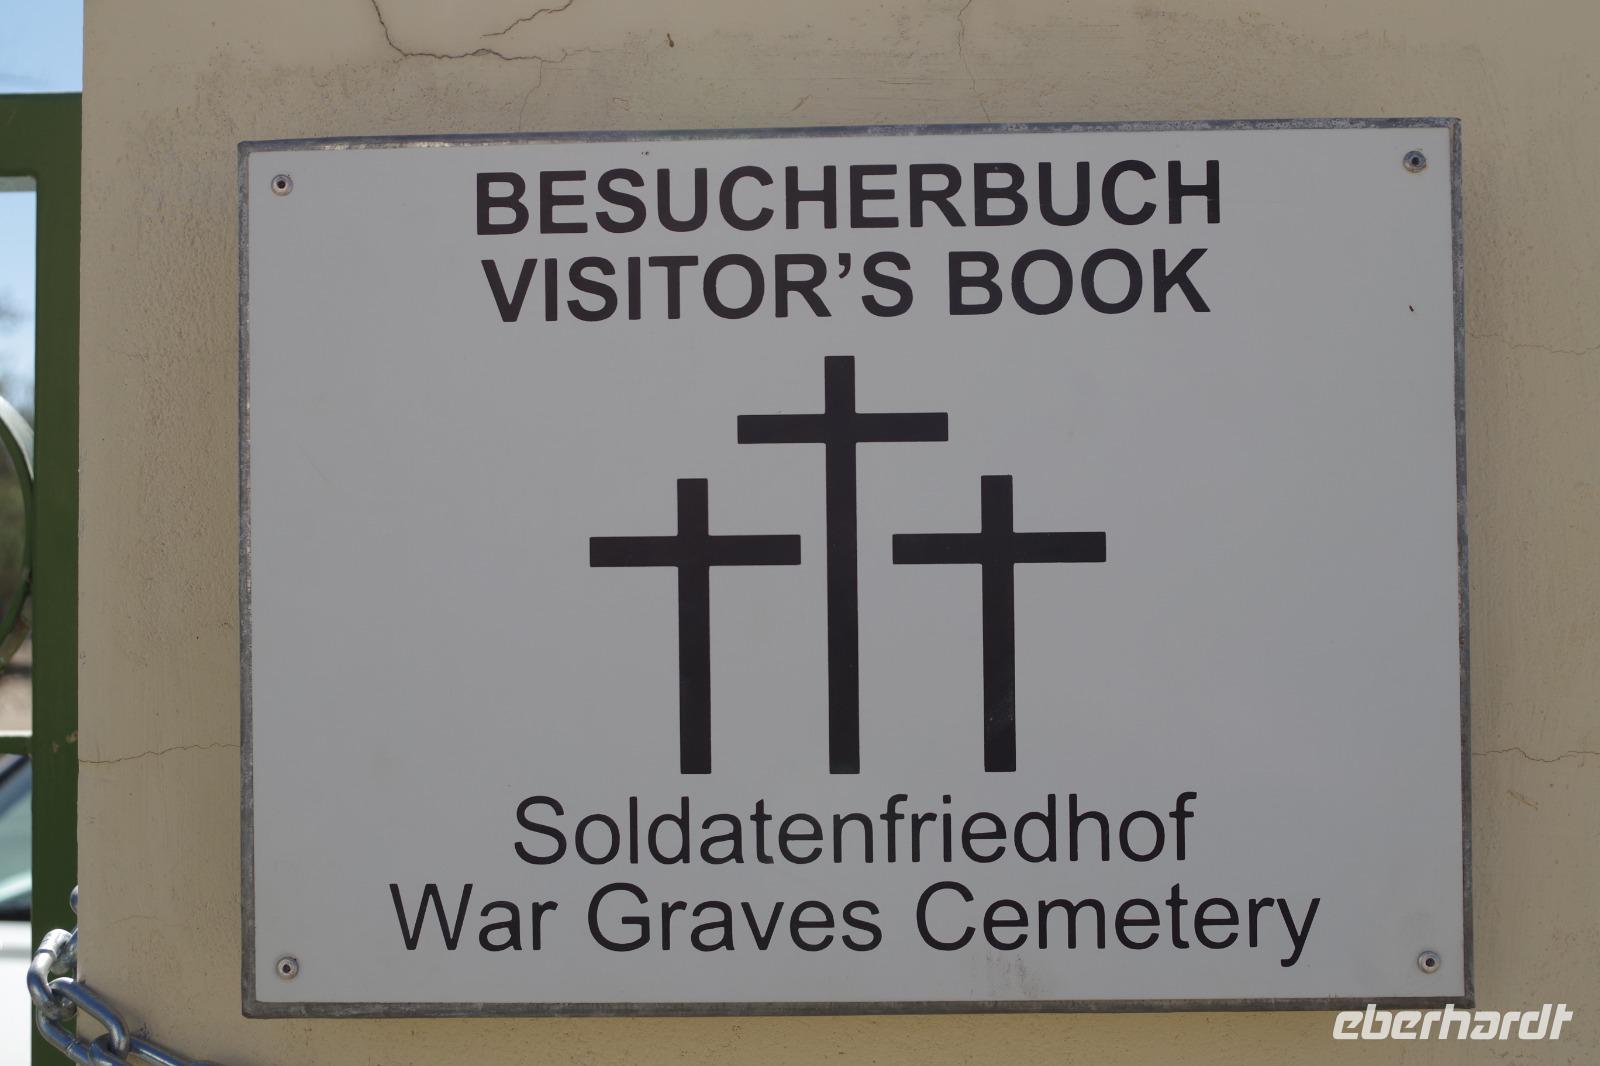 BESUCHERBUCH
VISITOR'S BOOK
Soldatenfriedhof
War Graves Cemetery
eberhardt